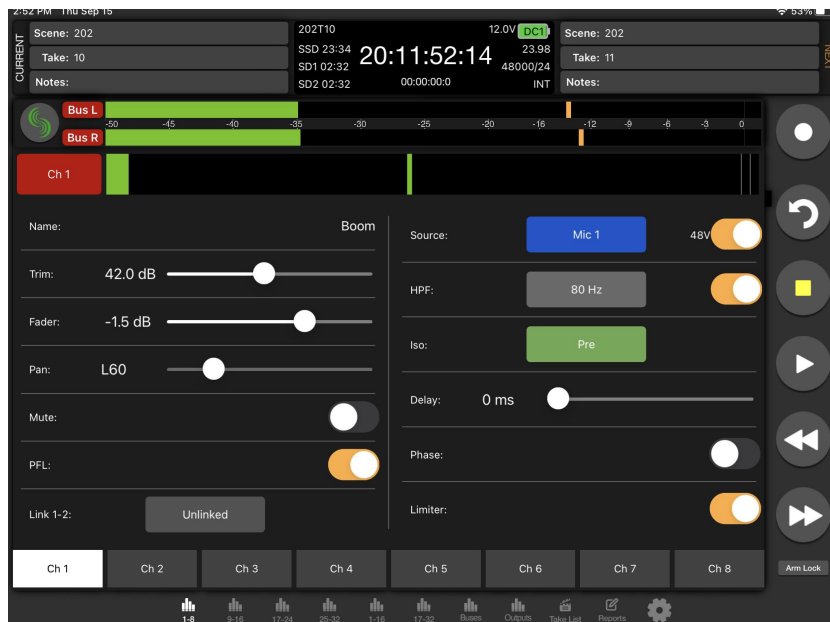 2:52 PM Thu Sep 15
53%
CURRENT
Scene: 202
Take: 10
Notes:
202T10
12.0V DC1
SSD 23:34
SD1 02:32
SD2 02:32
20:11:52:14
00:00:00:0
23.98
48000/24
INT
Scene: 202
Take: 11
Notes:
NEXT
Bus L
-50 -45 -40 -35 -30 -25 -20 -16 -12 -9 -6 -3 0
Bus R
Ch 1
Name: Boom
Trim: 42.0 dB
Fader: -1.5 dB
Pan: L60
Mute:
PFL:
Link 1-2: Unlinked
Source: Mic 1 48V
HPF: 80 Hz
Iso: Pre
Delay: 0 ms
Phase:
Limiter:
Ch 1 Ch 2 Ch 3 Ch 4 Ch 5 Ch 6 Ch 7 Ch 8
Arm Lock
1-8 9-16 17-24 25-32 1-16 17-32 Buses Outputs Take List Reports